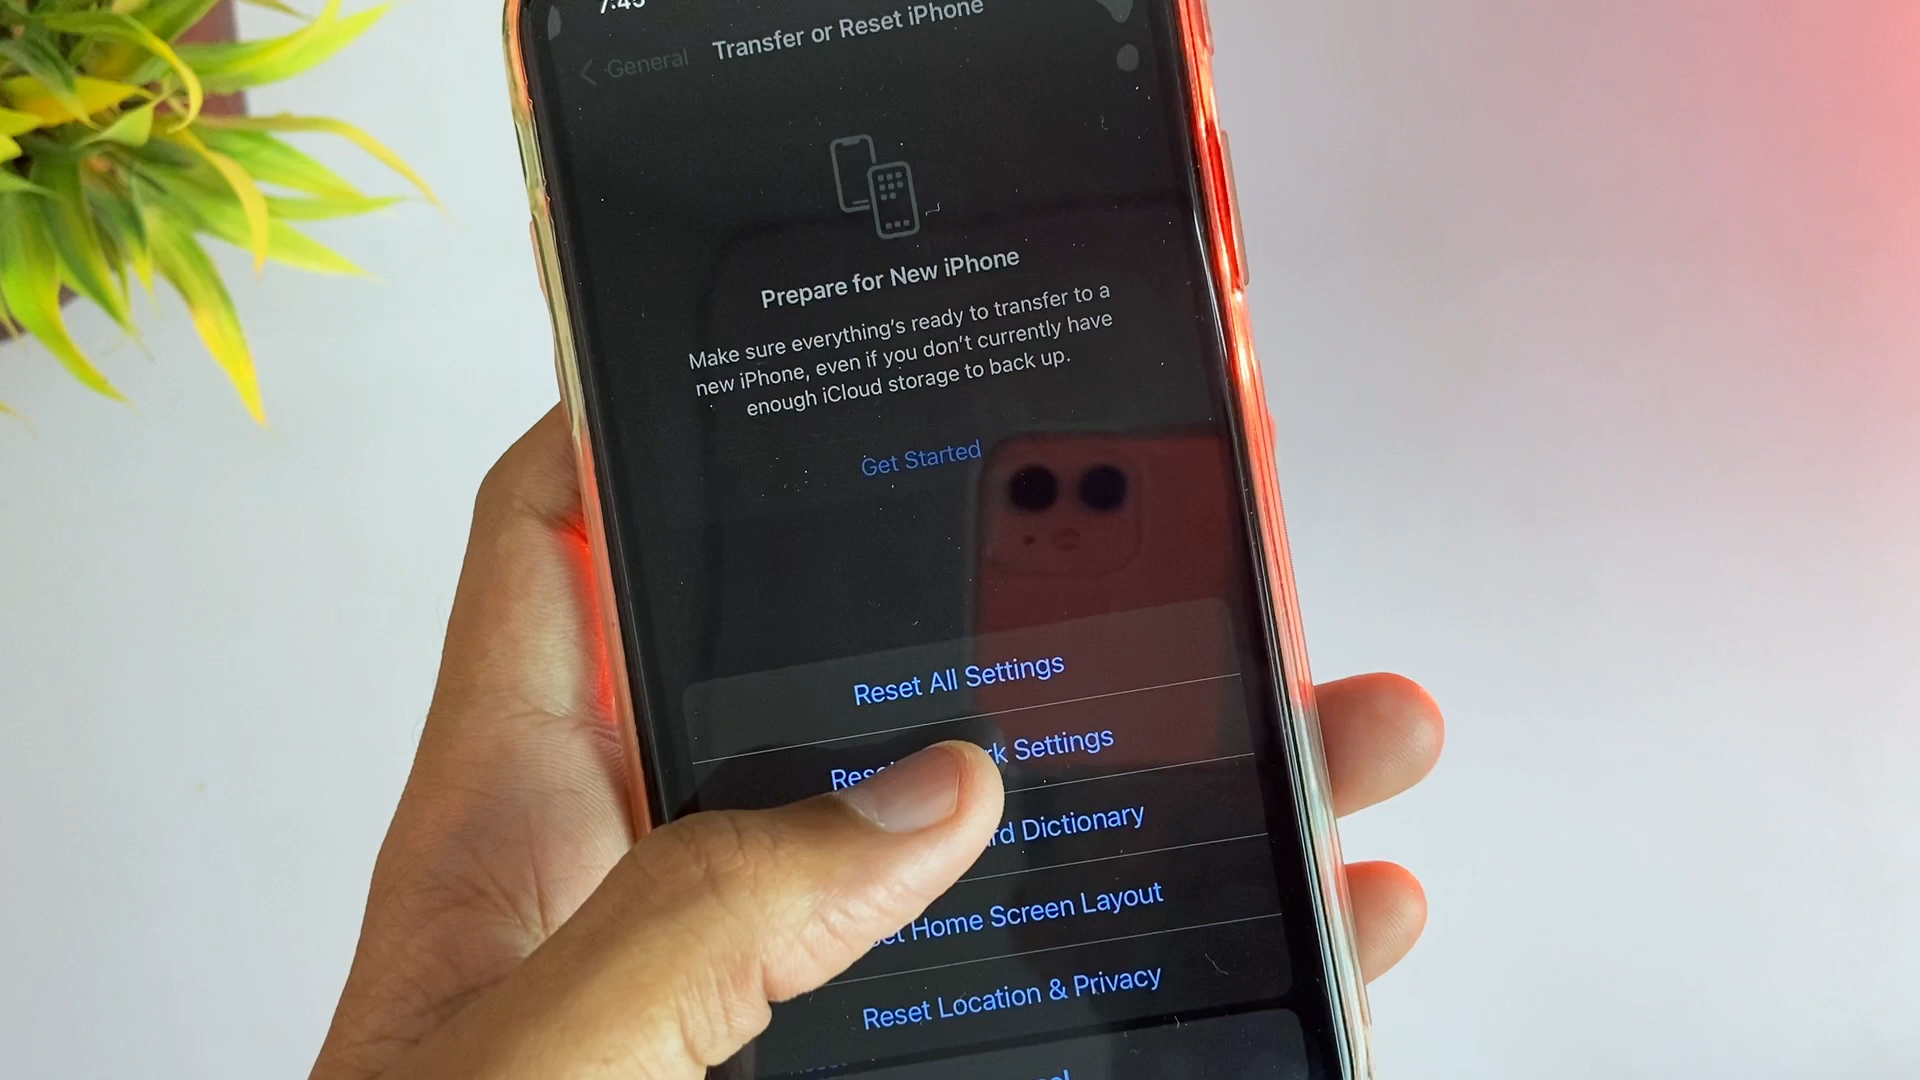 7:45
Transfer or Reset iPhone
General
Prepare for New iPhone
Make sure everything's ready to transfer to a
new iPhone, even if you don't currently have
enough iCloud storage to back up.
Get Started
Reset All Settings
Settings
Dictionary
Home Screen Layout
Reset Location & Privacy